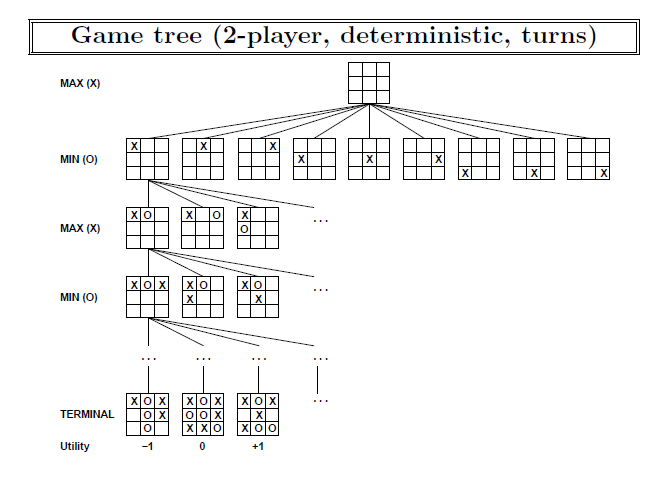 Game tree (2-player, deterministic, turns)
MAX (X)
X X X
MIN (O) X X X
X X X
X O X O X
MAX (X) O ...
X O X X O X O
MIN (O) X X ...
... ... ... ...
X O X X O X X O X ...
TERMINAL O X O O X X
O X X O X O O
Utility −1 0 +1